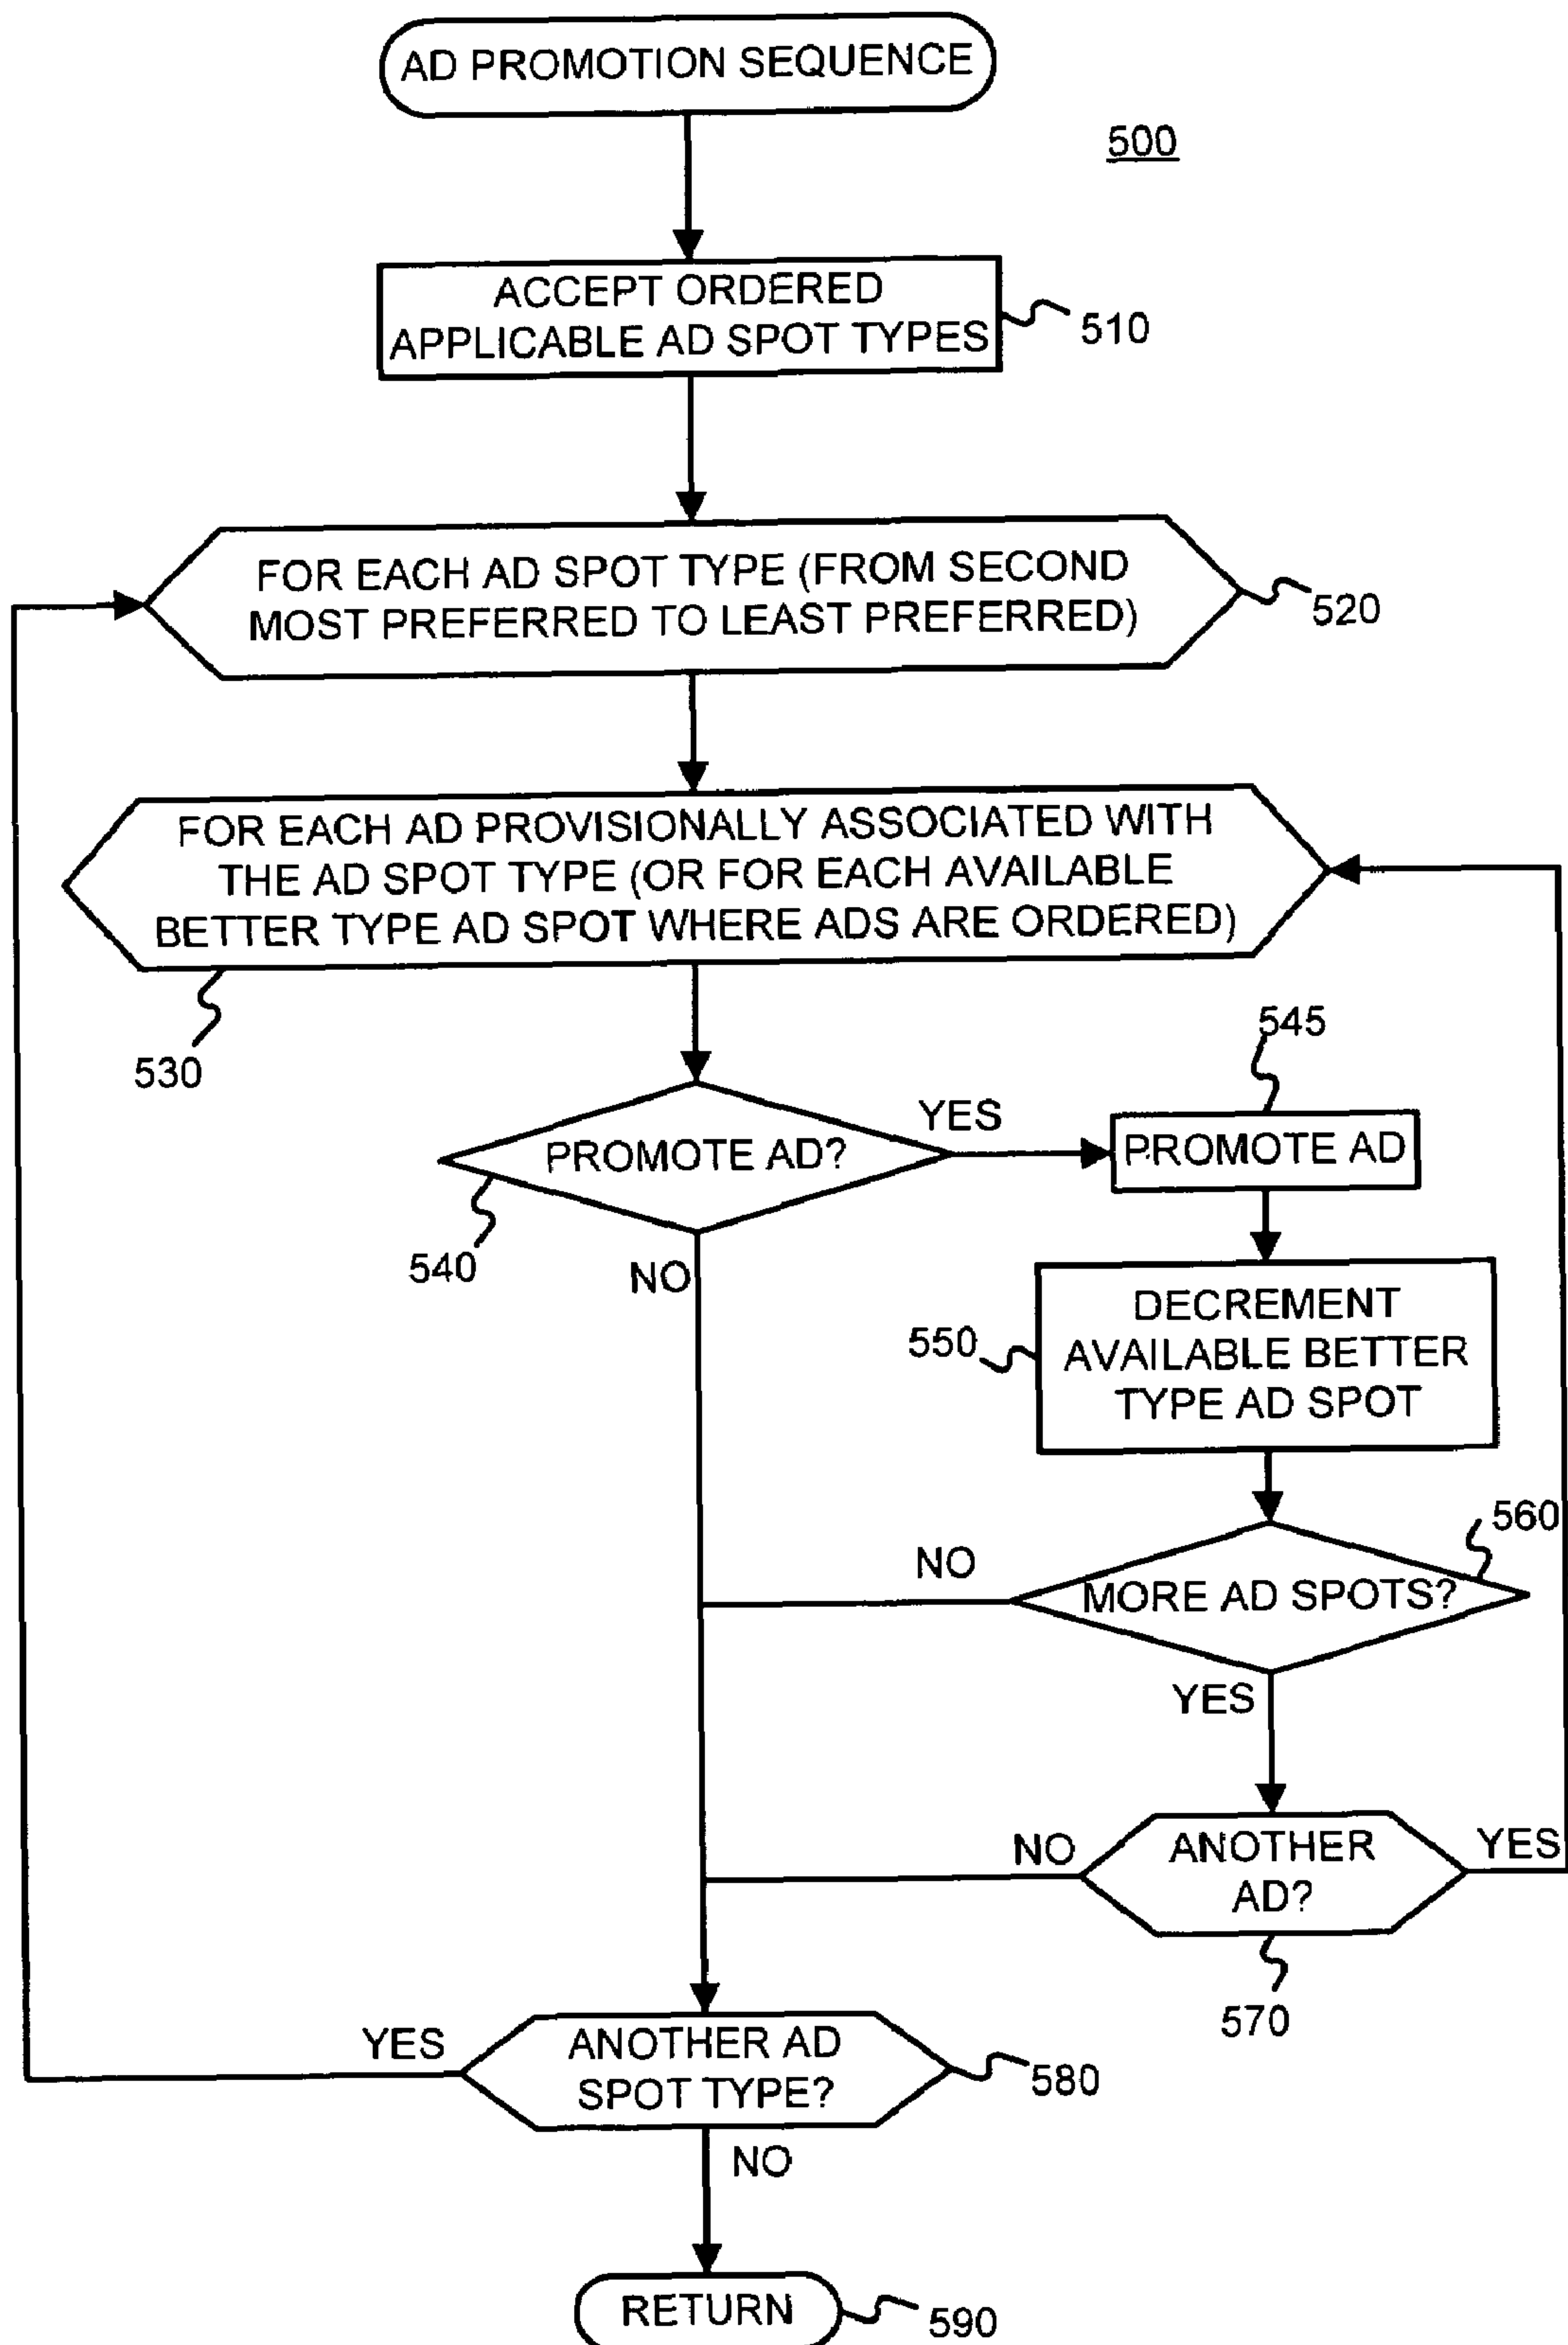 AD PROMOTION SEQUENCE
500
ACCEPT ORDERED
APPLICABLE AD SPOT TYPES
510
FOR EACH AD SPOT TYPE (FROM SECOND
MOST PREFERRED TO LEAST PREFERRED)
520
FOR EACH AD PROVISIONALLY ASSOCIATED WITH
THE AD SPOT TYPE (OR FOR EACH AVAILABLE
BETTER TYPE AD SPOT WHERE ADS ARE ORDERED)
530
545
PROMOTE AD?
YES
PROMOTE AD
540
NO
DECREMENT
AVAILABLE BETTER
TYPE AD SPOT
550
560
NO
MORE AD SPOTS?
YES
NO
ANOTHER
AD?
YES
570
YES
ANOTHER AD
SPOT TYPE?
580
NO
RETURN
590